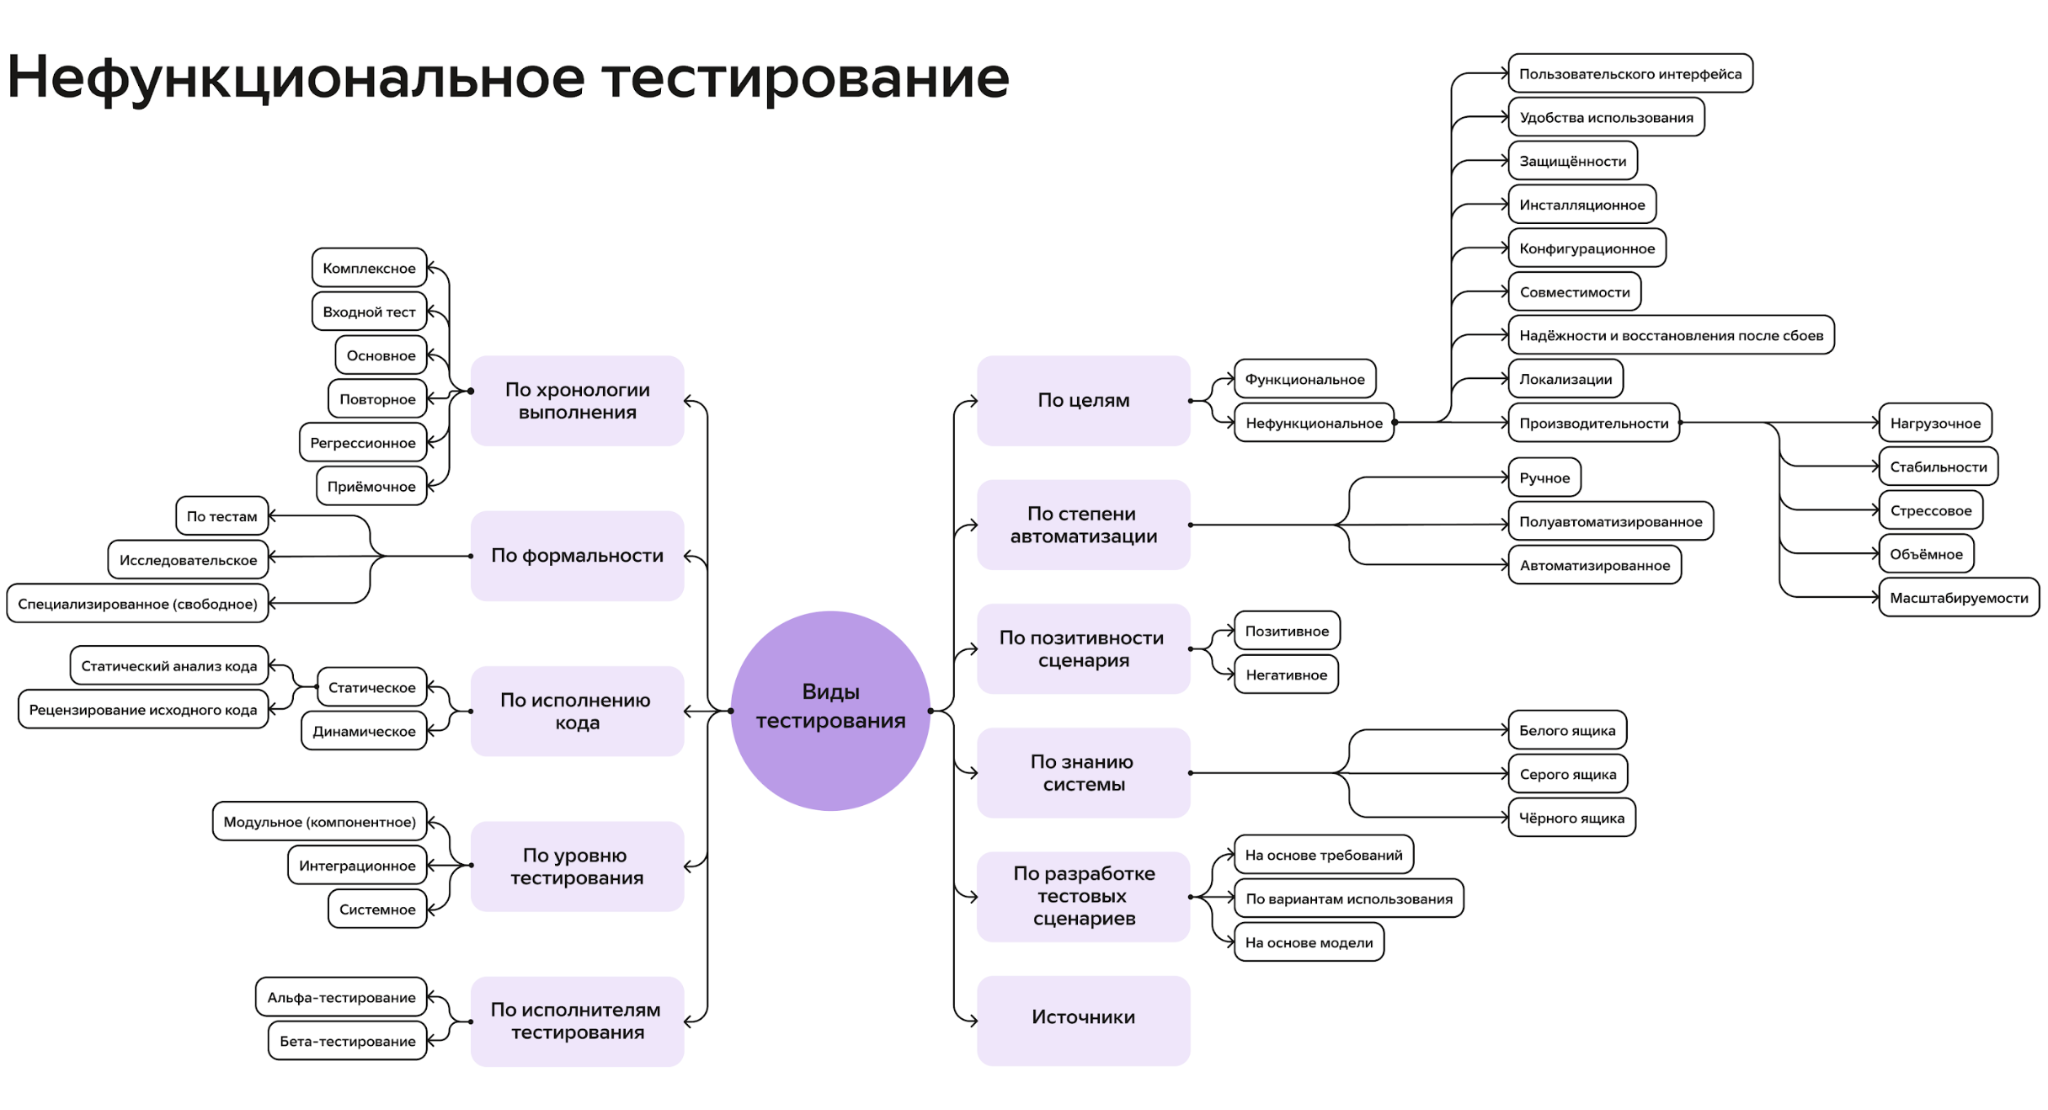 Нефункциональное тестирование
Комплексное
Входной тест
Основное
Повторное
Регрессионное
Приёмочное
По хронологии
выполнения
По тестам
Исследовательское
Специализированное (свободное)
По формальности
Статический анализ кода
Рецензирование исходного кода
Статическое
Динамическое
По исполнению
кода
Модульное (компонентное)
Интеграционное
Системное
По уровню
тестирования
Альфа-тестирование
Бета-тестирование
По исполнителям
тестирования
Виды
тестирования
По целям
Функциональное
Нефункциональное
Пользовательского интерфейса
Удобства использования
Защищённости
Инсталляционное
Конфигурационное
Совместимости
Надёжности и восстановления после сбоев
Локализации
Производительности
Нагрузочное
Стабильности
Стрессовое
Объёмное
Масштабируемости
По степени
автоматизации
Ручное
Полуавтоматизированное
Автоматизированное
По позитивности
сценария
Позитивное
Негативное
По знанию
системы
Белого ящика
Серого ящика
Чёрного ящика
По разработке
тестовых
сценариев
На основе требований
По вариантам использования
На основе модели
Источники